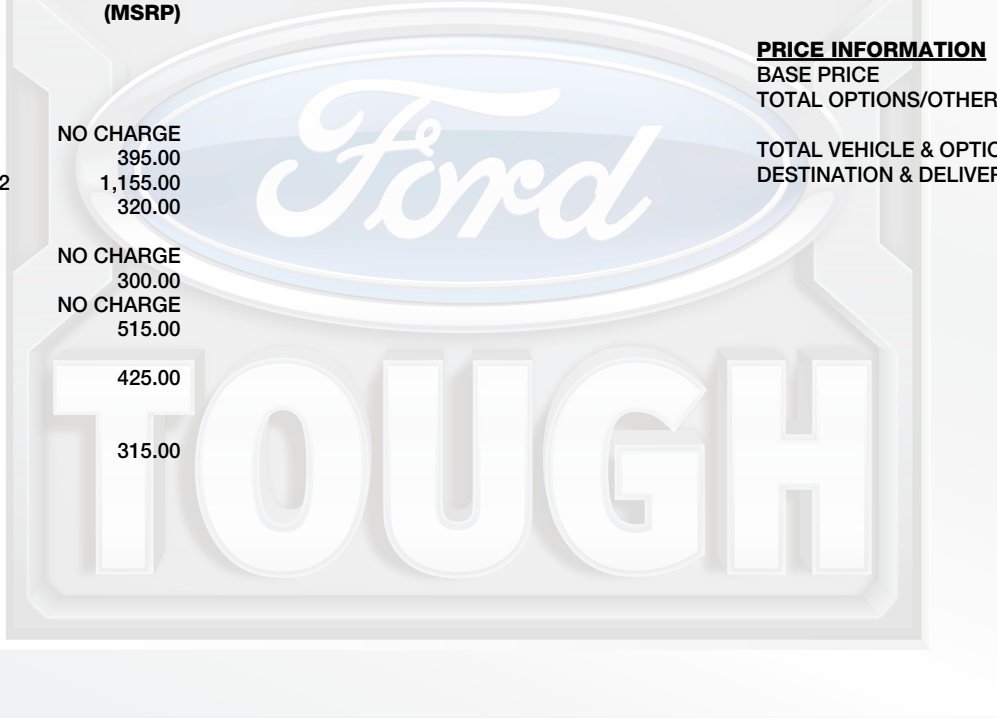 (MSRP)
NO CHARGE
395.00
2 1,155.00
320.00
NO CHARGE
300.00
NO CHARGE
515.00
425.00
315.00
PRICE INFORMATION
BASE PRICE
TOTAL OPTIONS/OTHER
TOTAL VEHICLE & OPTIO
DESTINATION & DELIVER
Ford
TOUGH